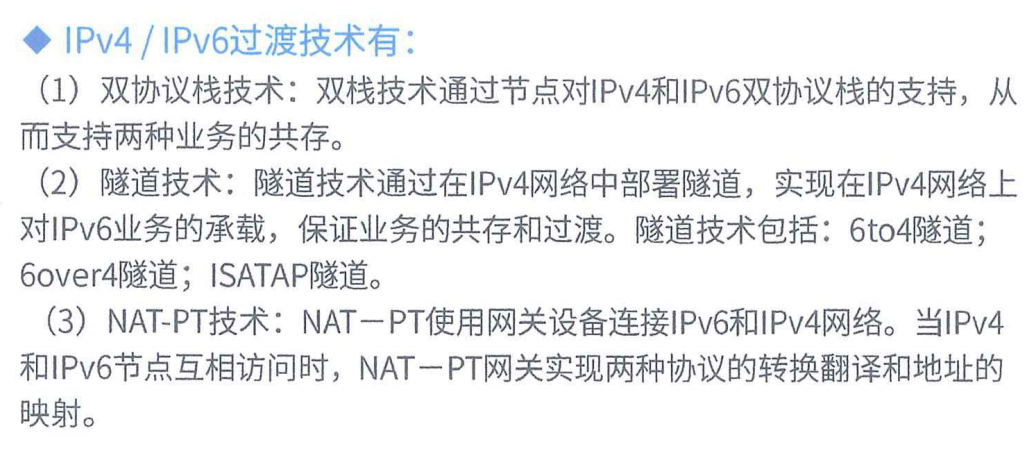 ◆ IPv4 / IPv6过渡技术有：
（1）双协议栈技术：双栈技术通过节点对IPv4和IPv6双协议栈的支持，从
而支持两种业务的共存。
（2）隧道技术：隧道技术通过在IPv4网络中部署隧道，实现在IPv4网络上
对IPv6业务的承载，保证业务的共存和过渡。隧道技术包括：6to4隧道；
6over4隧道；ISATAP隧道。
（3）NAT-PT技术：NAT－PT使用网关设备连接IPv6和IPv4网络。当IPv4
和IPv6节点互相访问时，NAT－PT网关实现两种协议的转换翻译和地址的
映射。